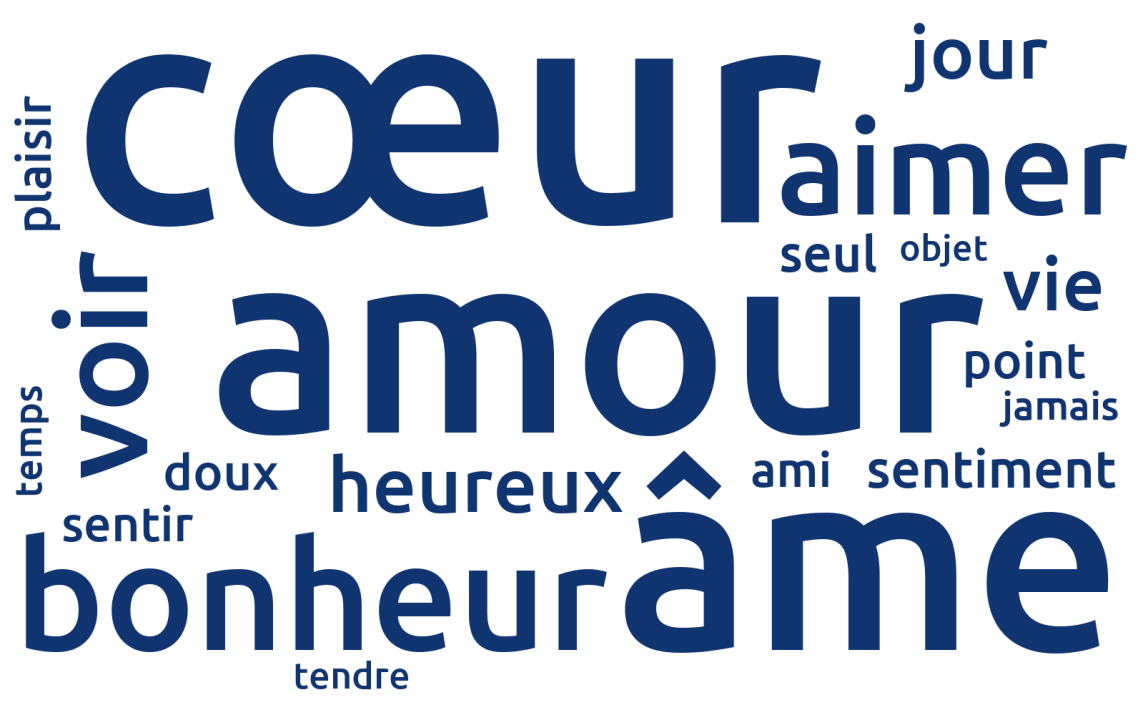 cœur
jour
plaisir
aimer
seul
objet
vie
voir
amour
point
jamais
temps
doux
heureux
ami
sentiment
sentir
bonheur
âme
tendre